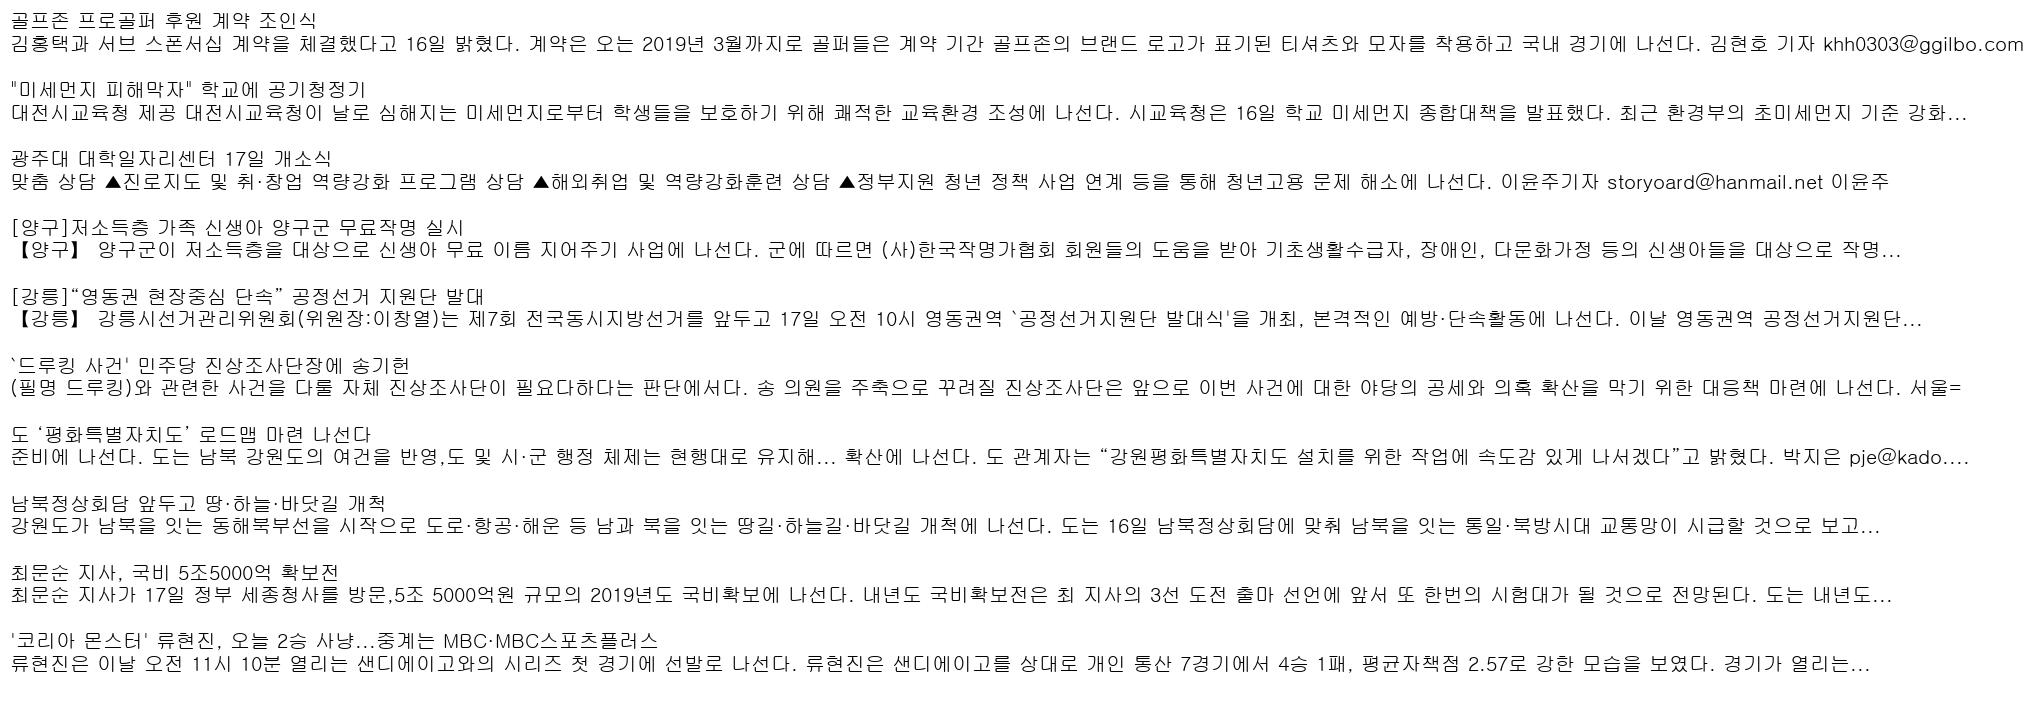 골프존 프로골퍼 후원 계약 조인식
김홍택과 서브 스폰서십 계약을 체결했다고 16일 밝혔다. 계약은 오는 2019년 3월까지로 골퍼들은 계약 기간 골프존의 브랜드 로고가 표기된 티셔츠와 모자를 착용하고 국내 경기에 나선다. 김현호 기자 khh0303@ggilbo.com
"미세먼지 피해막자" 학교에 공기청정기
대전시교육청 제공 대전시교육청이 날로 심해지는 미세먼지로부터 학생들을 보호하기 위해 쾌적한 교육환경 조성에 나선다. 시교육청은 16일 학교 미세먼지 종합대책을 발표했다. 최근 환경부의 초미세먼지 기준 강화...
광주대 대학일자리센터 17일 개소식
맞춤 상담 ▲진로지도 및 취·창업 역량강화 프로그램 상담 ▲해외취업 및 역량강화훈련 상담 ▲정부지원 청년 정책 사업 연계 등을 통해 청년고용 문제 해소에 나선다. 이윤주기자 storyoard@hanmail.net 이윤주
[양구]저소득층 가족 신생아 양구군 무료작명 실시
【양구】 양구군이 저소득층을 대상으로 신생아 무료 이름 지어주기 사업에 나선다. 군에 따르면 (사)한국작명가협회 회원들의 도움을 받아 기초생활수급자, 장애인, 다문화가정 등의 신생아들을 대상으로 작명...
[강릉]“영동권 현장중심 단속” 공정선거 지원단 발대
【강릉】 강릉시선거관리위원회(위원장:이창열)는 제7회 전국동시지방선거를 앞두고 17일 오전 10시 영동권역 `공정선거지원단 발대식'을 개최, 본격적인 예방·단속활동에 나선다. 이날 영동권역 공정선거지원단...
`드루킹 사건' 민주당 진상조사단장에 송기헌
(필명 드루킹)와 관련한 사건을 다룰 자체 진상조사단이 필요다하다는 판단에서다. 송 의원을 주축으로 꾸려질 진상조사단은 앞으로 이번 사건에 대한 야당의 공세와 의혹 확산을 막기 위한 대응책 마련에 나선다. 서울=
도 ‘평화특별자치도’ 로드맵 마련 나선다
준비에 나선다. 도는 남북 강원도의 여건을 반영,도 및 시·군 행정 체제는 현행대로 유지해... 확산에 나선다. 도 관계자는 “강원평화특별자치도 설치를 위한 작업에 속도감 있게 나서겠다”고 밝혔다. 박지은 pje@kado....
남북정상회담 앞두고 땅·하늘·바닷길 개척
강원도가 남북을 잇는 동해북부선을 시작으로 도로·항공·해운 등 남과 북을 잇는 땅길·하늘길·바닷길 개척에 나선다. 도는 16일 남북정상회담에 맞춰 남북을 잇는 통일·북방시대 교통망이 시급할 것으로 보고...
최문순 지사, 국비 5조5000억 확보전
최문순 지사가 17일 정부 세종청사를 방문,5조 5000억원 규모의 2019년도 국비확보에 나선다. 내년도 국비확보전은 최 지사의 3선 도전 출마 선언에 앞서 또 한번의 시험대가 될 것으로 전망된다. 도는 내년도...
'코리아 몬스터' 류현진, 오늘 2승 사냥...중계는 MBC·MBC스포츠플러스
류현진은 이날 오전 11시 10분 열리는 샌디에이고와의 시리즈 첫 경기에 선발로 나선다. 류현진은 샌디에이고를 상대로 개인 통산 7경기에서 4승 1패, 평균자책점 2.57로 강한 모습을 보였다. 경기가 열리는...